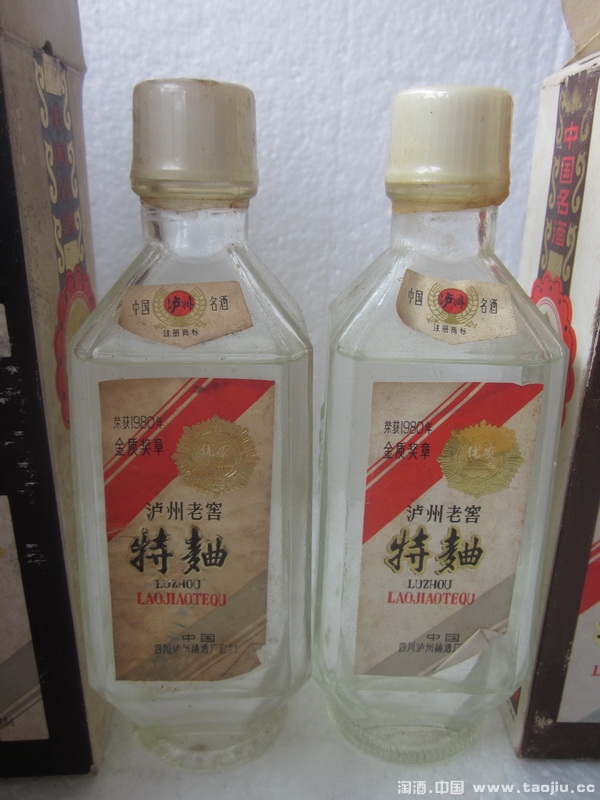 中国 泸州 名酒
注册商标
荣获1980年
金质奖章
优质
泸州老窖
特麯
LUZHOU
LAOJIAOTEQU
中国
中国 泸州 名酒
注册商标
荣获1980年
金质奖章
优质
泸州老窖
特麯
LUZHOU
LAOJIAOTEQU
中国
四川泸州曲酒厂
中国名酒
淘酒.中国 www.taojiu.cc